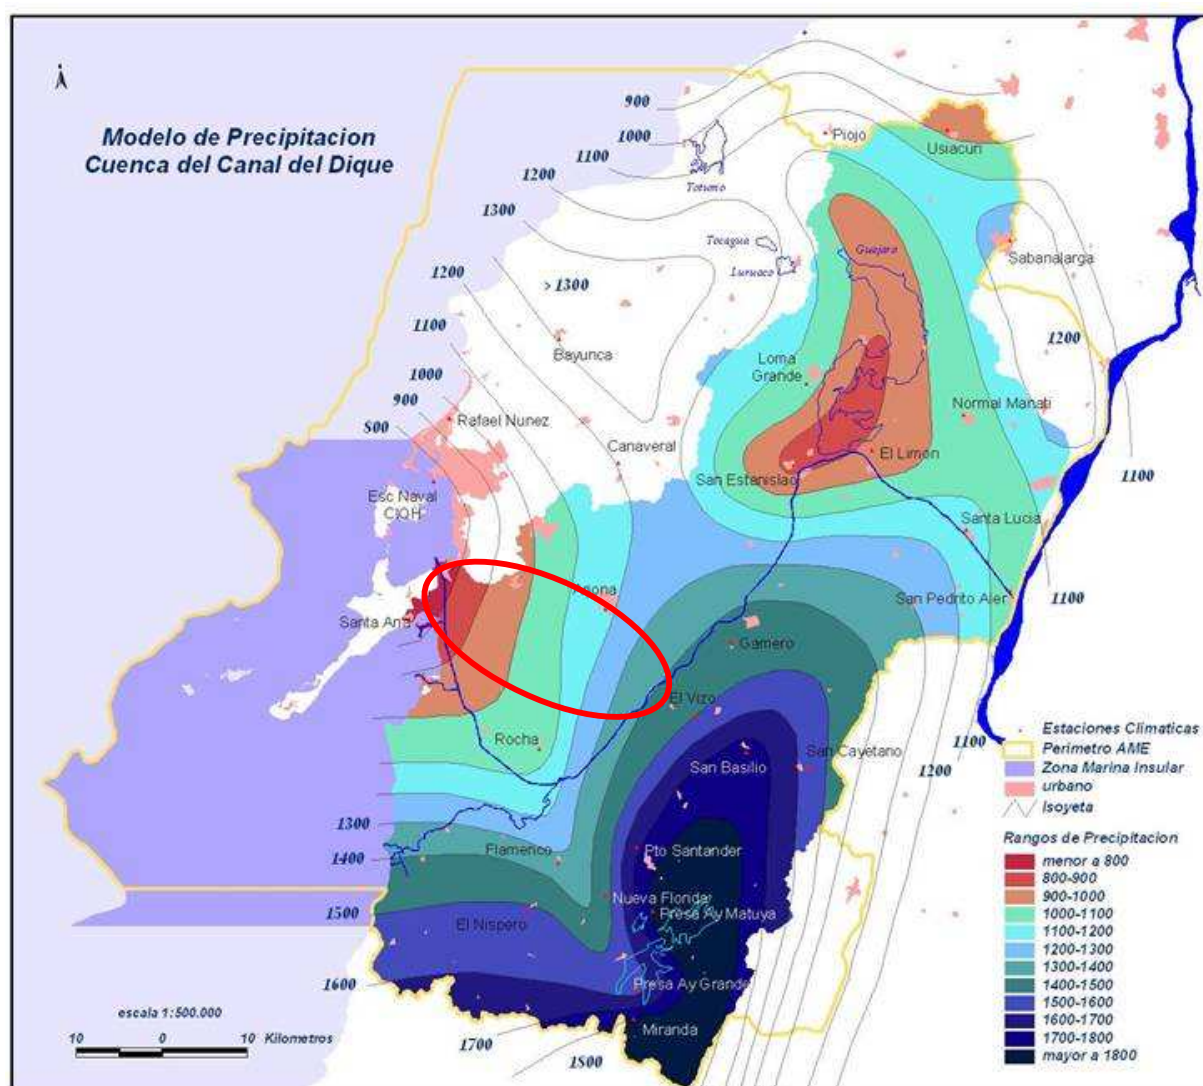 Modelo de Precipitacion
Cuenca del Canal del Dique
900
1000
1100
1200
1300
Totumo
Piojo
Usiacuri
Tocagua
Luruaco
Guajaro
Sabanalarga
1200
> 1300
1100
Bayunca
1200
1000
Loma
Grande
900
Rafael Nunez
Normal Manati
800
Canaveral
El Limon
San Estanislao
1100
Esc Naval
CIOH
Santa Lucia
Santa Ana
San Pedrito Aler
1100
Gamero
El Vizo
Rocha
San Cayetano
1100
San Basilio
1200
1300
1400
Flamenco
Pto Santander
Nueva Florida
Presa Ay Matuya
1500
El Nispero
1600
Presa Ay Grande
Miranda
1700
1800
escala 1:500.000
10 0 10 Kilometros
Estaciones Climaticas
Perimetro AME
Zona Marina Insular
urbano
Isoyeta
Rangos de Precipitacion
menor a 800
800-900
900-1000
1000-1100
1100-1200
1200-1300
1300-1400
1400-1500
1500-1600
1600-1700
1700-1800
mayor a 1800